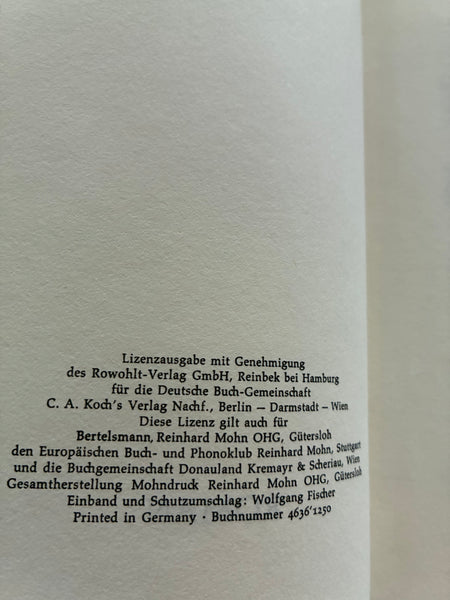 Lizenzausgabe mit Genehmigung
des Rowohlt-Verlag GmbH, Reinbek bei Hamburg
für die Deutsche Buch-Gemeinschaft
C. A. Koch's Verlag Nachf., Berlin – Darmstadt – Wien
Diese Lizenz gilt auch für
Bertelsmann, Reinhard Mohn OHG, Gütersloh
den Europäischen Buch- und Phonoklub Reinhard Mohn, Stuttgart
und die Buchgemeinschaft Donauland Kremayr & Scheriau, Wien
Gesamtherstellung Mohndruck Reinhard Mohn OHG, Gütersloh
Einband und Schutzumschlag: Wolfgang Fischer
Printed in Germany · Buchnummer 4636'1250